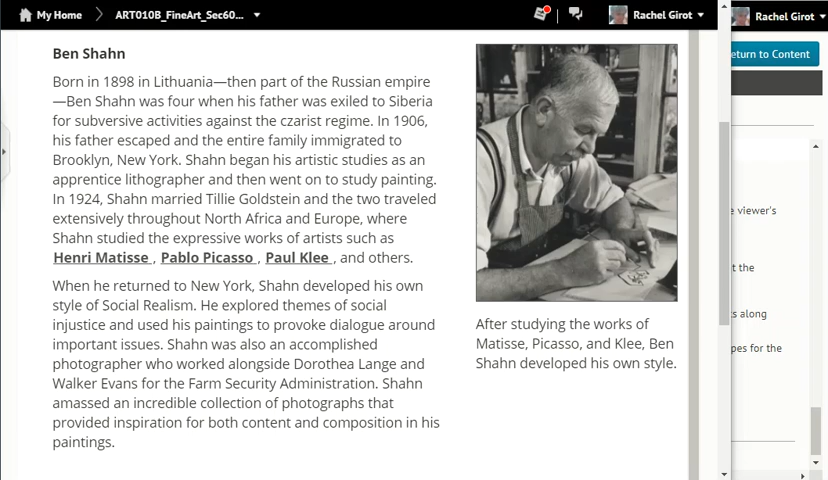 My Home
ART010B_FineArt_Sec60...
Rachel Girot
Rachel Girot
Return to Content
Ben Shahn
Born in 1898 in Lithuania—then part of the Russian empire
—Ben Shahn was four when his father was exiled to Siberia
for subversive activities against the czarist regime. In 1906,
his father escaped and the entire family immigrated to
Brooklyn, New York. Shahn began his artistic studies as an
apprentice lithographer and then went on to study painting.
In 1924, Shahn married Tillie Goldstein and the two traveled
extensively throughout North Africa and Europe, where
Shahn studied the expressive works of artists such as
Henri Matisse , Pablo Picasso , Paul Klee , and others.
When he returned to New York, Shahn developed his own
style of Social Realism. He explored themes of social
injustice and used his paintings to provoke dialogue around
important issues. Shahn was also an accomplished
photographer who worked alongside Dorothea Lange and
Walker Evans for the Farm Security Administration. Shahn
amassed an incredible collection of photographs that
provided inspiration for both content and composition in his
paintings.
After studying the works of
Matisse, Picasso, and Klee, Ben
Shahn developed his own style.
viewer's
the
along
for the